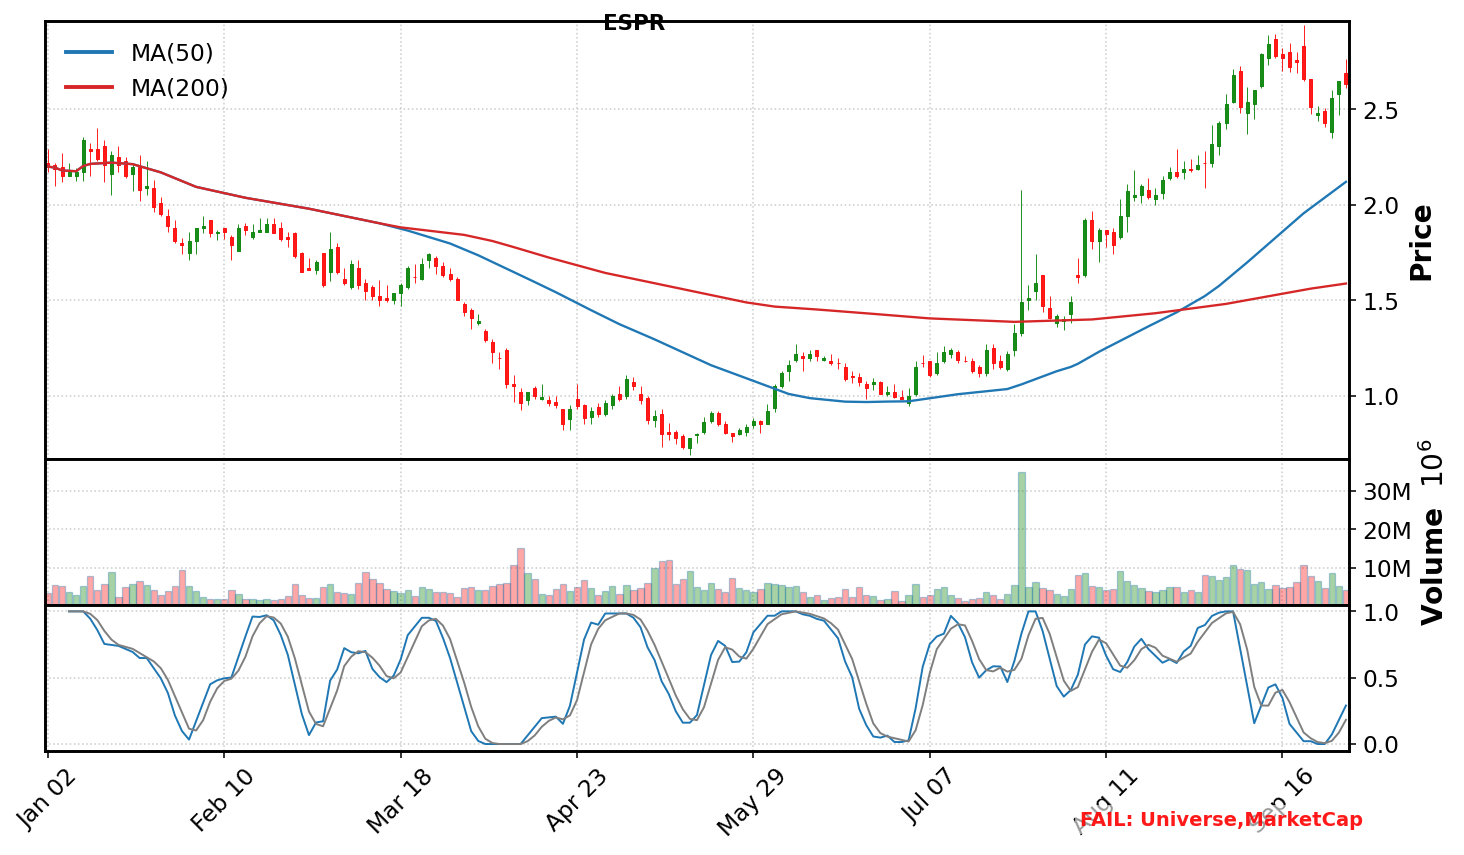 ESPR
MA(50)
MA(200)
2.5
2.0
1.5
1.0
Price
30M
20M
10M
Volume 10^6
1.0
0.5
0.0
Jan 02
Feb 10
Mar 18
Apr 23
May 29
Jul 07
Aug 11
Sep 16
FAIL: Universe,MarketCap